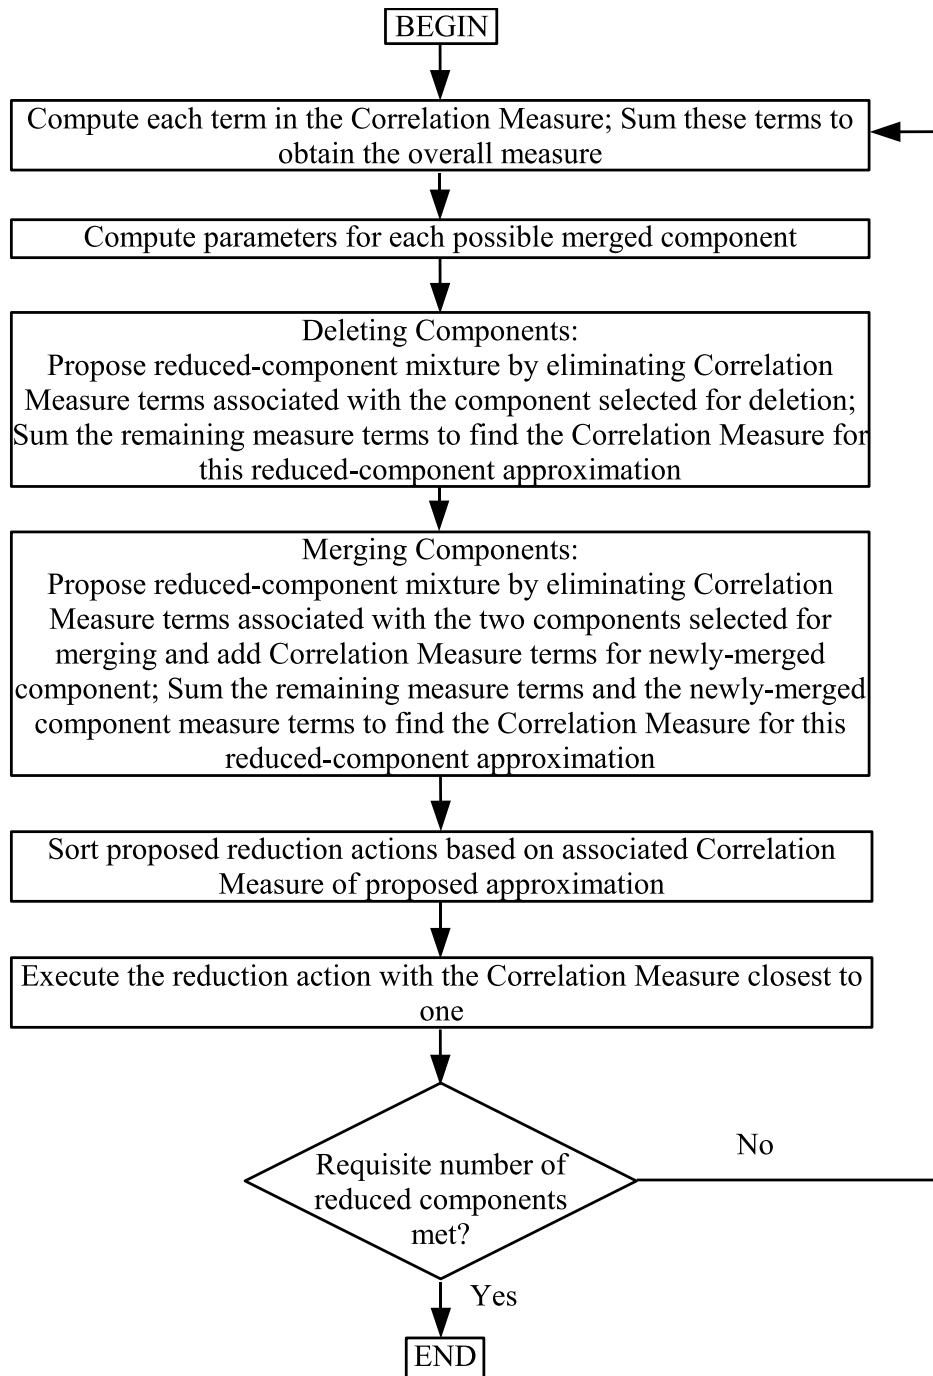 BEGIN
Compute each term in the Correlation Measure; Sum these terms to
obtain the overall measure
Compute parameters for each possible merged component
Deleting Components:
Propose reduced-component mixture by eliminating Correlation
Measure terms associated with the component selected for deletion;
Sum the remaining measure terms to find the Correlation Measure for
this reduced-component approximation
Merging Components:
Propose reduced-component mixture by eliminating Correlation
Measure terms associated with the two components selected for
merging and add Correlation Measure terms for newly-merged
component; Sum the remaining measure terms and the newly-merged
component measure terms to find the Correlation Measure for this
reduced-component approximation
Sort proposed reduction actions based on associated Correlation
Measure of proposed approximation
Execute the reduction action with the Correlation Measure closest to
one
No
Requisite number of
reduced components
met?
Yes
END